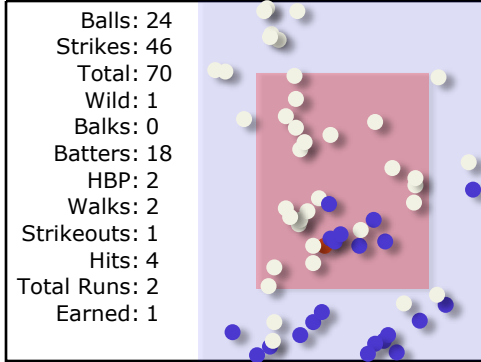 Balls: 24
Strikes: 46
Total: 70
Wild: 1
Balks: 0
Batters: 18
HBP: 2
Walks: 2
Strikeouts: 1
Hits: 4
Total Runs: 2
Earned: 1